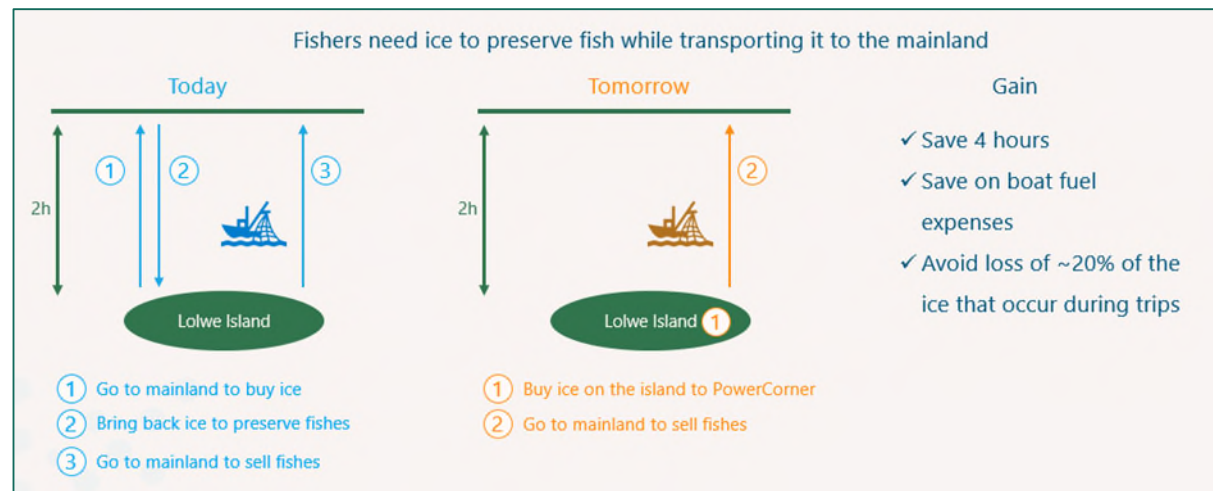 Fishers need ice to preserve fish while transporting it to the mainland
Today
2h
1
2
3
Lolwe Island
1 Go to mainland to buy ice
2 Bring back ice to preserve fishes
3 Go to mainland to sell fishes
Tomorrow
2h
2
Lolwe Island 1
1 Buy ice on the island to PowerCorner
2 Go to mainland to sell fishes
Gain
✓ Save 4 hours
✓ Save on boat fuel
expenses
✓ Avoid loss of ~20% of the
ice that occur during trips